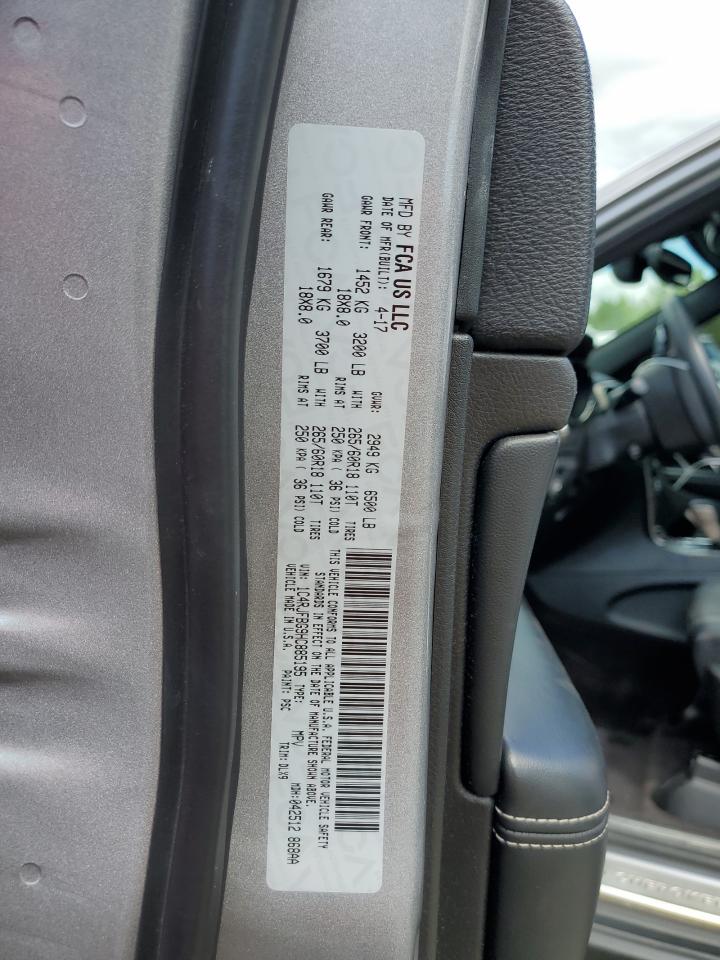 MFD BY FCA US LLC
DATE OF MFR(BUILT): 4-17 GVWR: 2949 KG 6500 LB
GAWR FRONT: 1452 KG 3200 LB WITH 265/60R18 110T TIRES
18X8.0 RIMS AT 250 KPA ( 36 PSI) COLD
GAWR REAR: 1679 KG 3700 LB WITH 265/60R18 110T TIRES
18X8.0 RIMS AT 250 KPA ( 36 PSI) COLD
THIS VEHICLE CONFORMS TO ALL APPLICABLE U.S.A. FEDERAL MOTOR VEHICLE SAFETY
STANDARDS IN EFFECT ON THE DATE OF MANUFACTURE SHOWN ABOVE.
VIN: 1C4RJFBG9HC885195 TYPE: MPV MDH:042512 868AA
VEHICLE MADE IN U.S.A. PAINT: PSC TRIM:DLX9